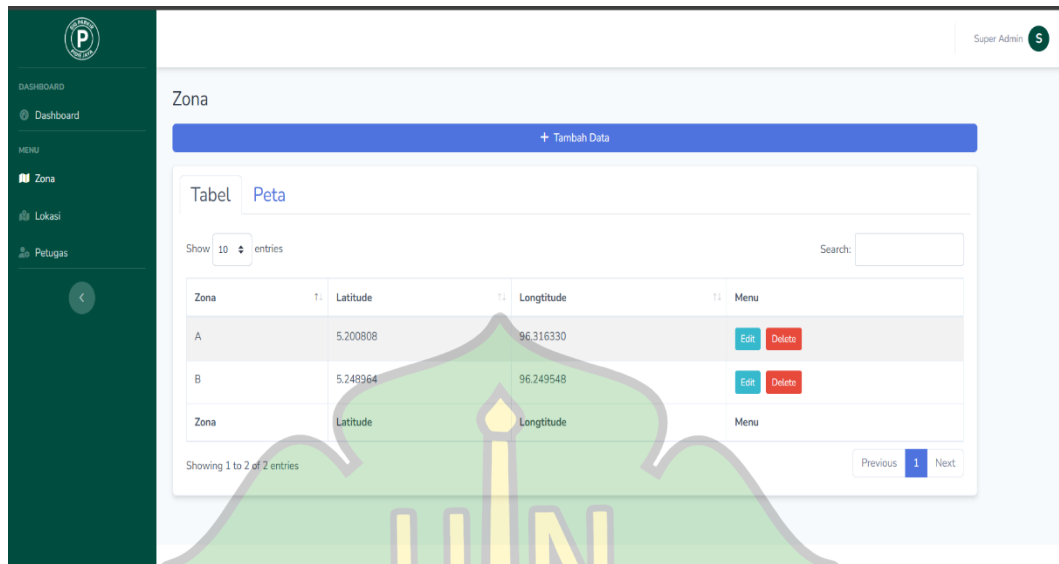 P
Super Admin S
DASHBOARD
Dashboard
MENU
Zona
Lokasi
Petugas
Zona
+ Tambah Data
Tabel Peta
Show 10 entries Search:
Zona Latitude Longtitude Menu
A 5.200808 96.316330 Edit Delete
B 5.248964 96.249548 Edit Delete
Zona Latitude Longtitude Menu
Showing 1 to 2 of 2 entries Previous 1 Next
UIN